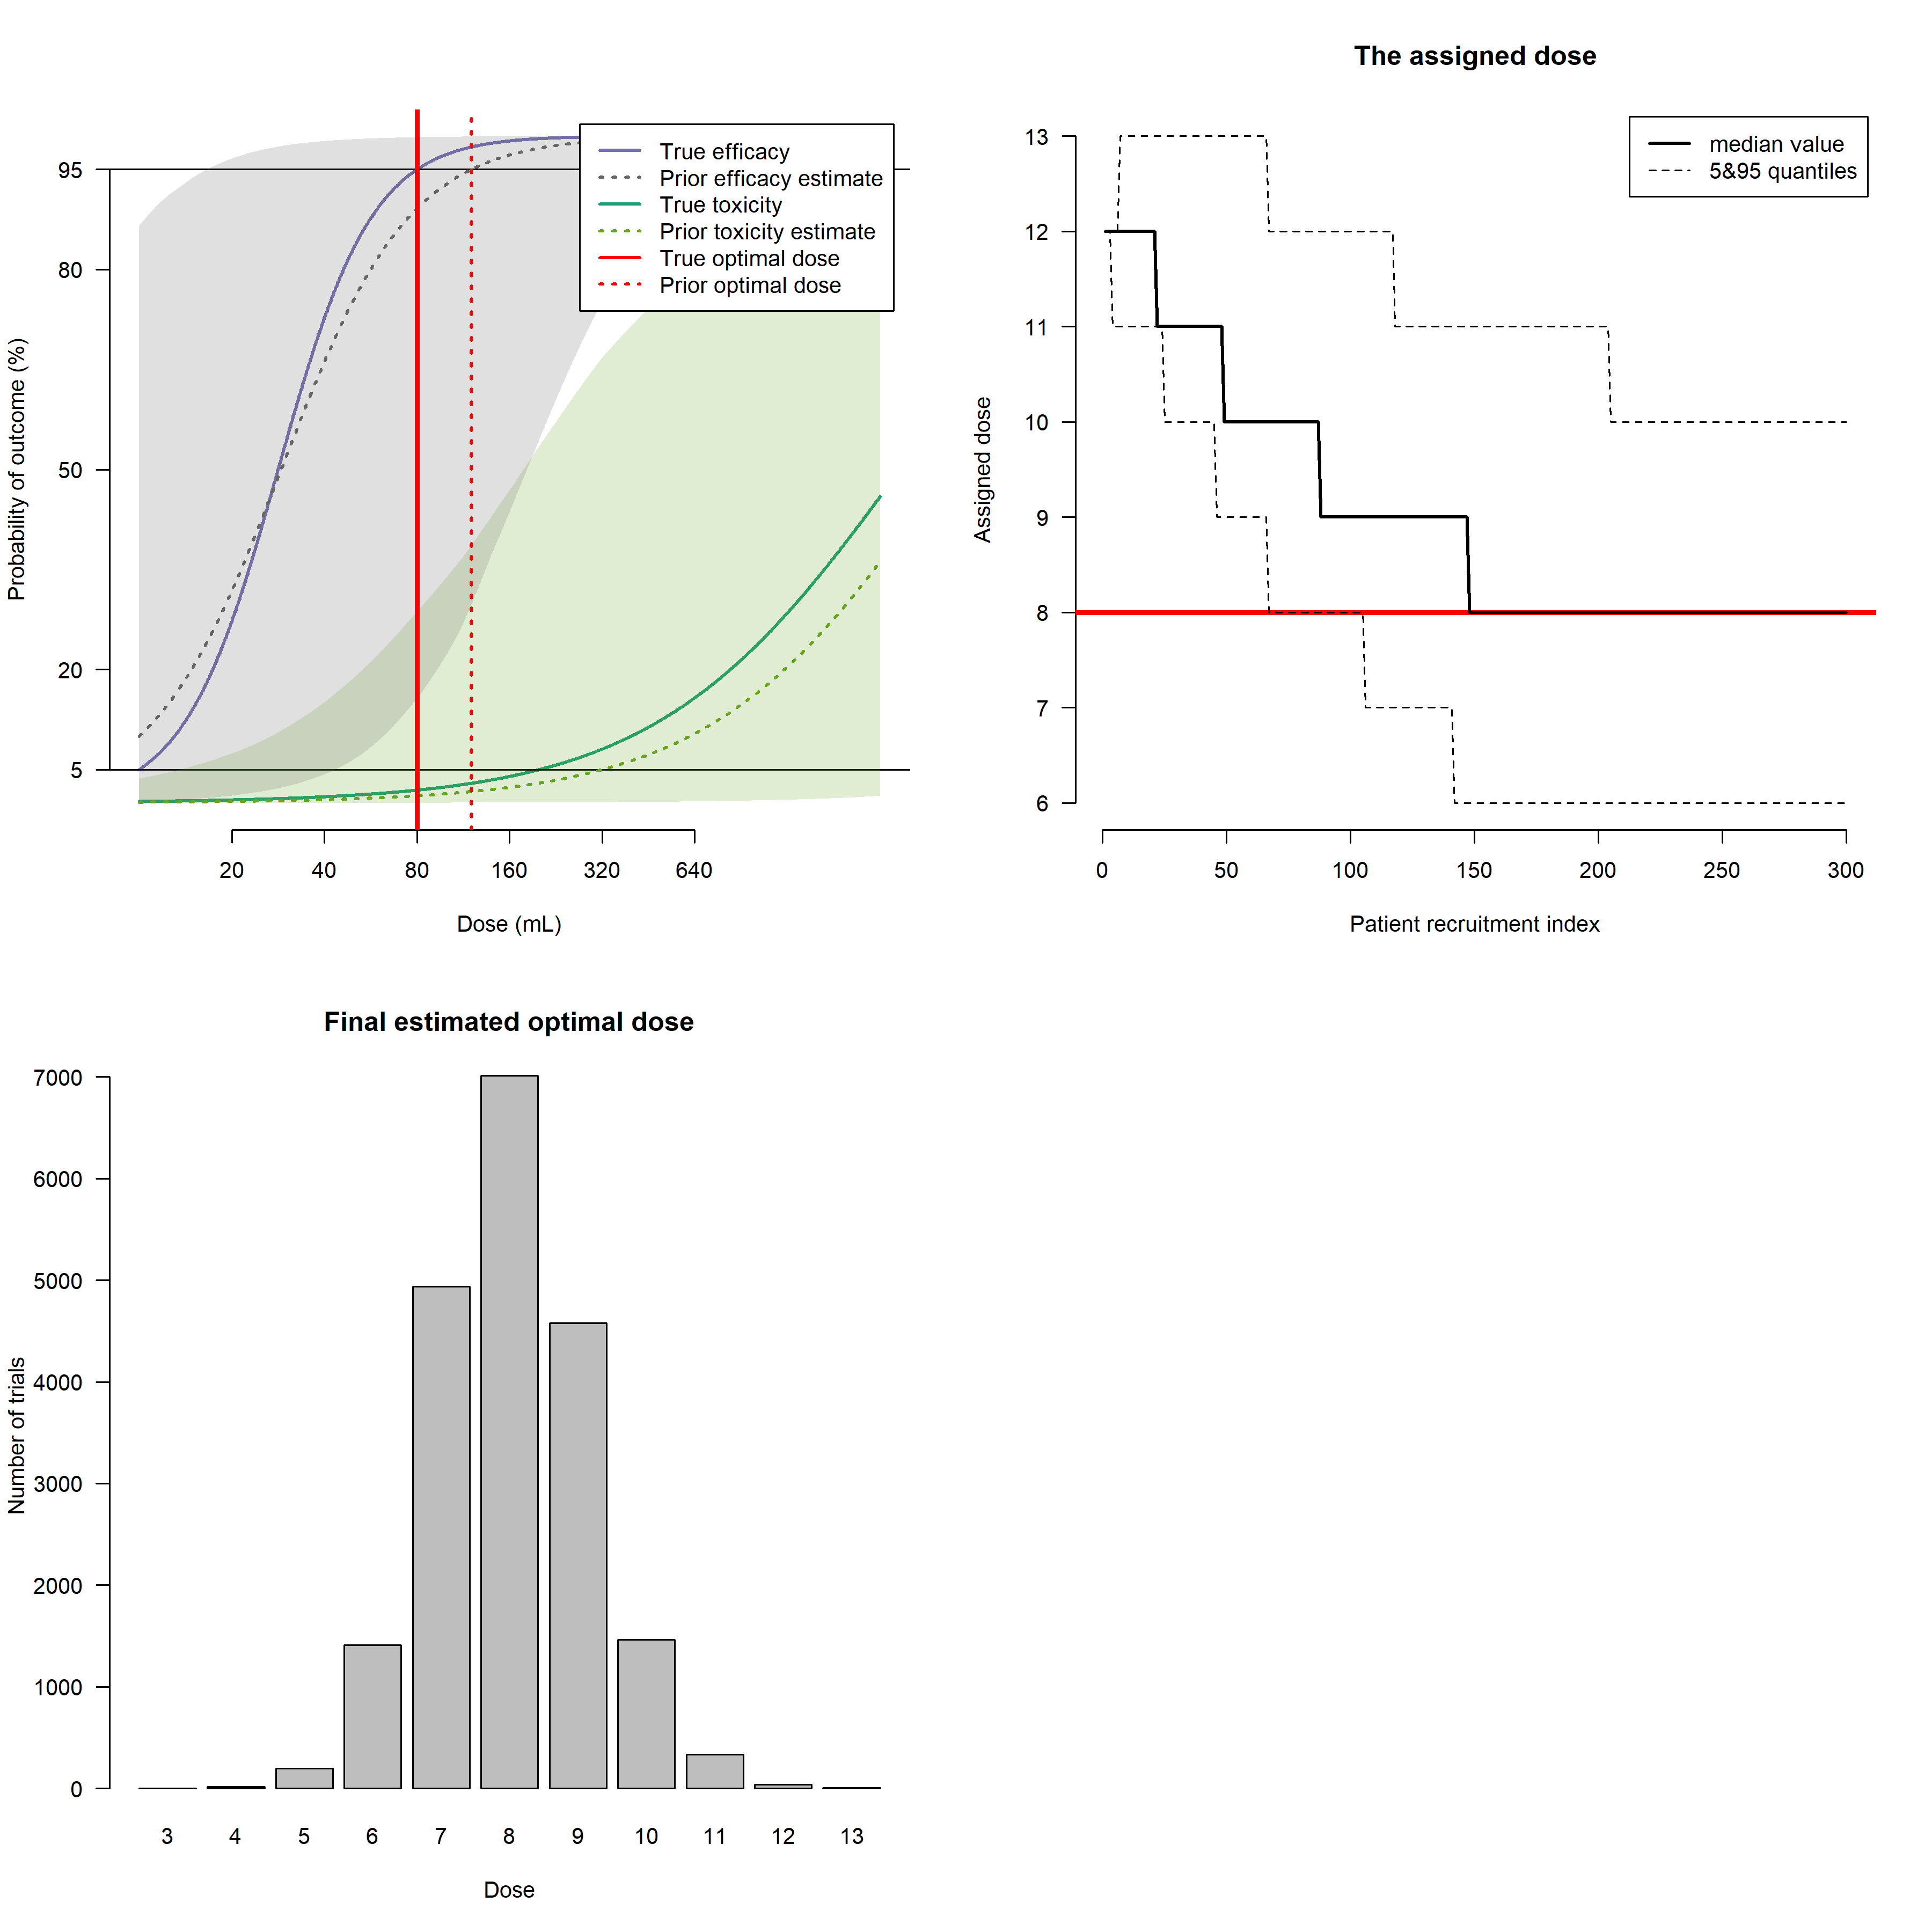 Probability of outcome (%)
95
80
50
20
5
True efficacy
Prior efficacy estimate
True toxicity
Prior toxicity estimate
True optimal dose
Prior optimal dose
20 40 80 160 320 640
Dose (mL)
The assigned dose
Assigned dose
13
12
11
10
9
8
7
6
median value
5&95 quantiles
0 50 100 150 200 250 300
Patient recruitment index
Final estimated optimal dose
Number of trials
7000
6000
5000
4000
3000
2000
1000
0
3 4 5 6 7 8 9 10 11 12 13
Dose